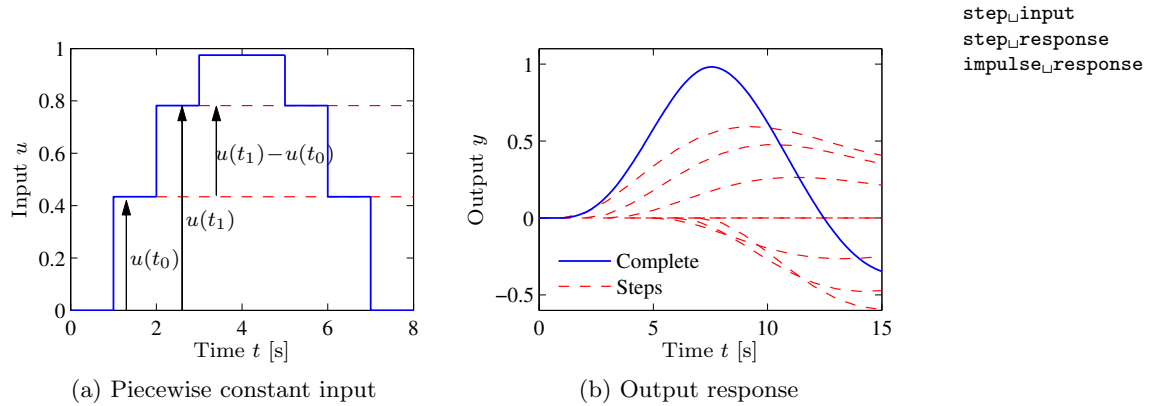 step␣input
step␣response
impulse␣response
1
0.8
0.6
0.4
0.2
0
Input u
u(t₁)−u(t₀)
u(t₁)
u(t₀)
0 2 4 6 8
Time t [s]
(a) Piecewise constant input
1
0.5
0
−0.5
Output y
Complete
Steps
0 5 10 15
Time t [s]
(b) Output response